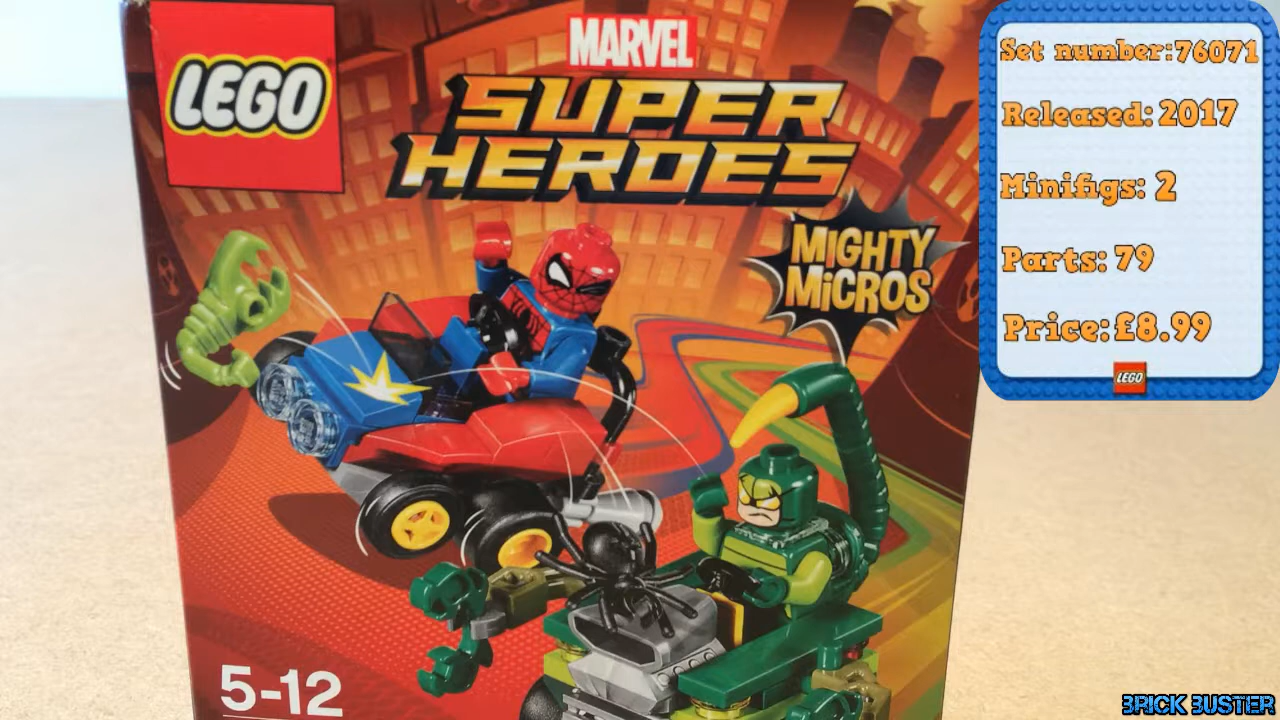 LEGO
MARVEL
SUPER
HEROES
MIGHTY
MiCROS
5-12
Set number:76071
Released: 2017
Minifigs: 2
Parts: 79
Price:£8.99
LEGO
BRICK BUSTER